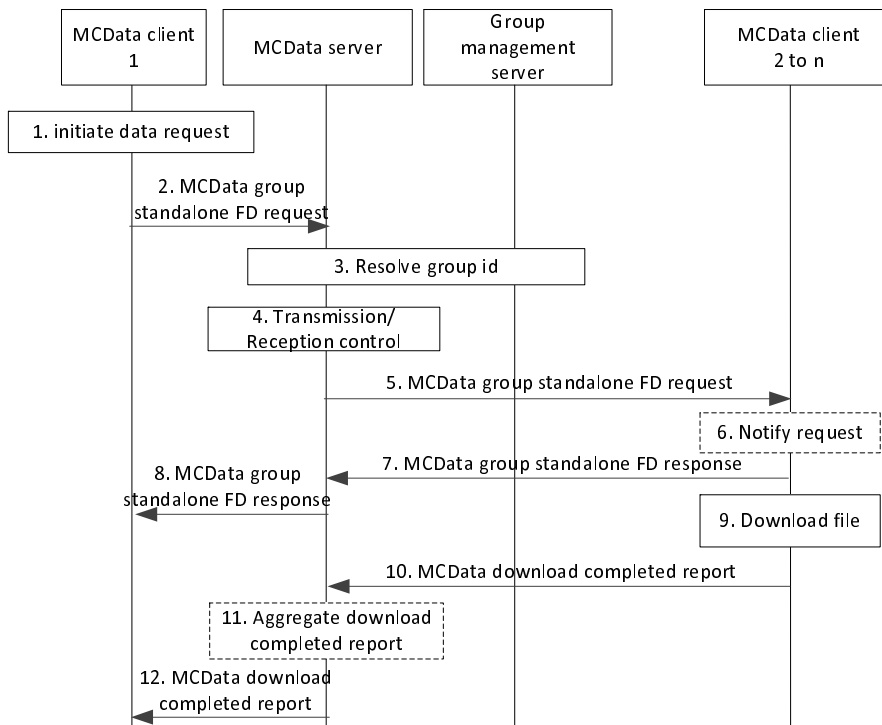 MCData client
1
MCData server
Group
management
server
MCData client
2 to n
1. initiate data request
2. MCData group
standalone FD request
3. Resolve group id
4. Transmission/
Reception control
5. MCData group standalone FD request
6. Notify request
7. MCData group standalone FD response
8. MCData group
standalone FD response
9. Download file
10. MCData download completed report
11. Aggregate download
completed report
12. MCData download
completed report